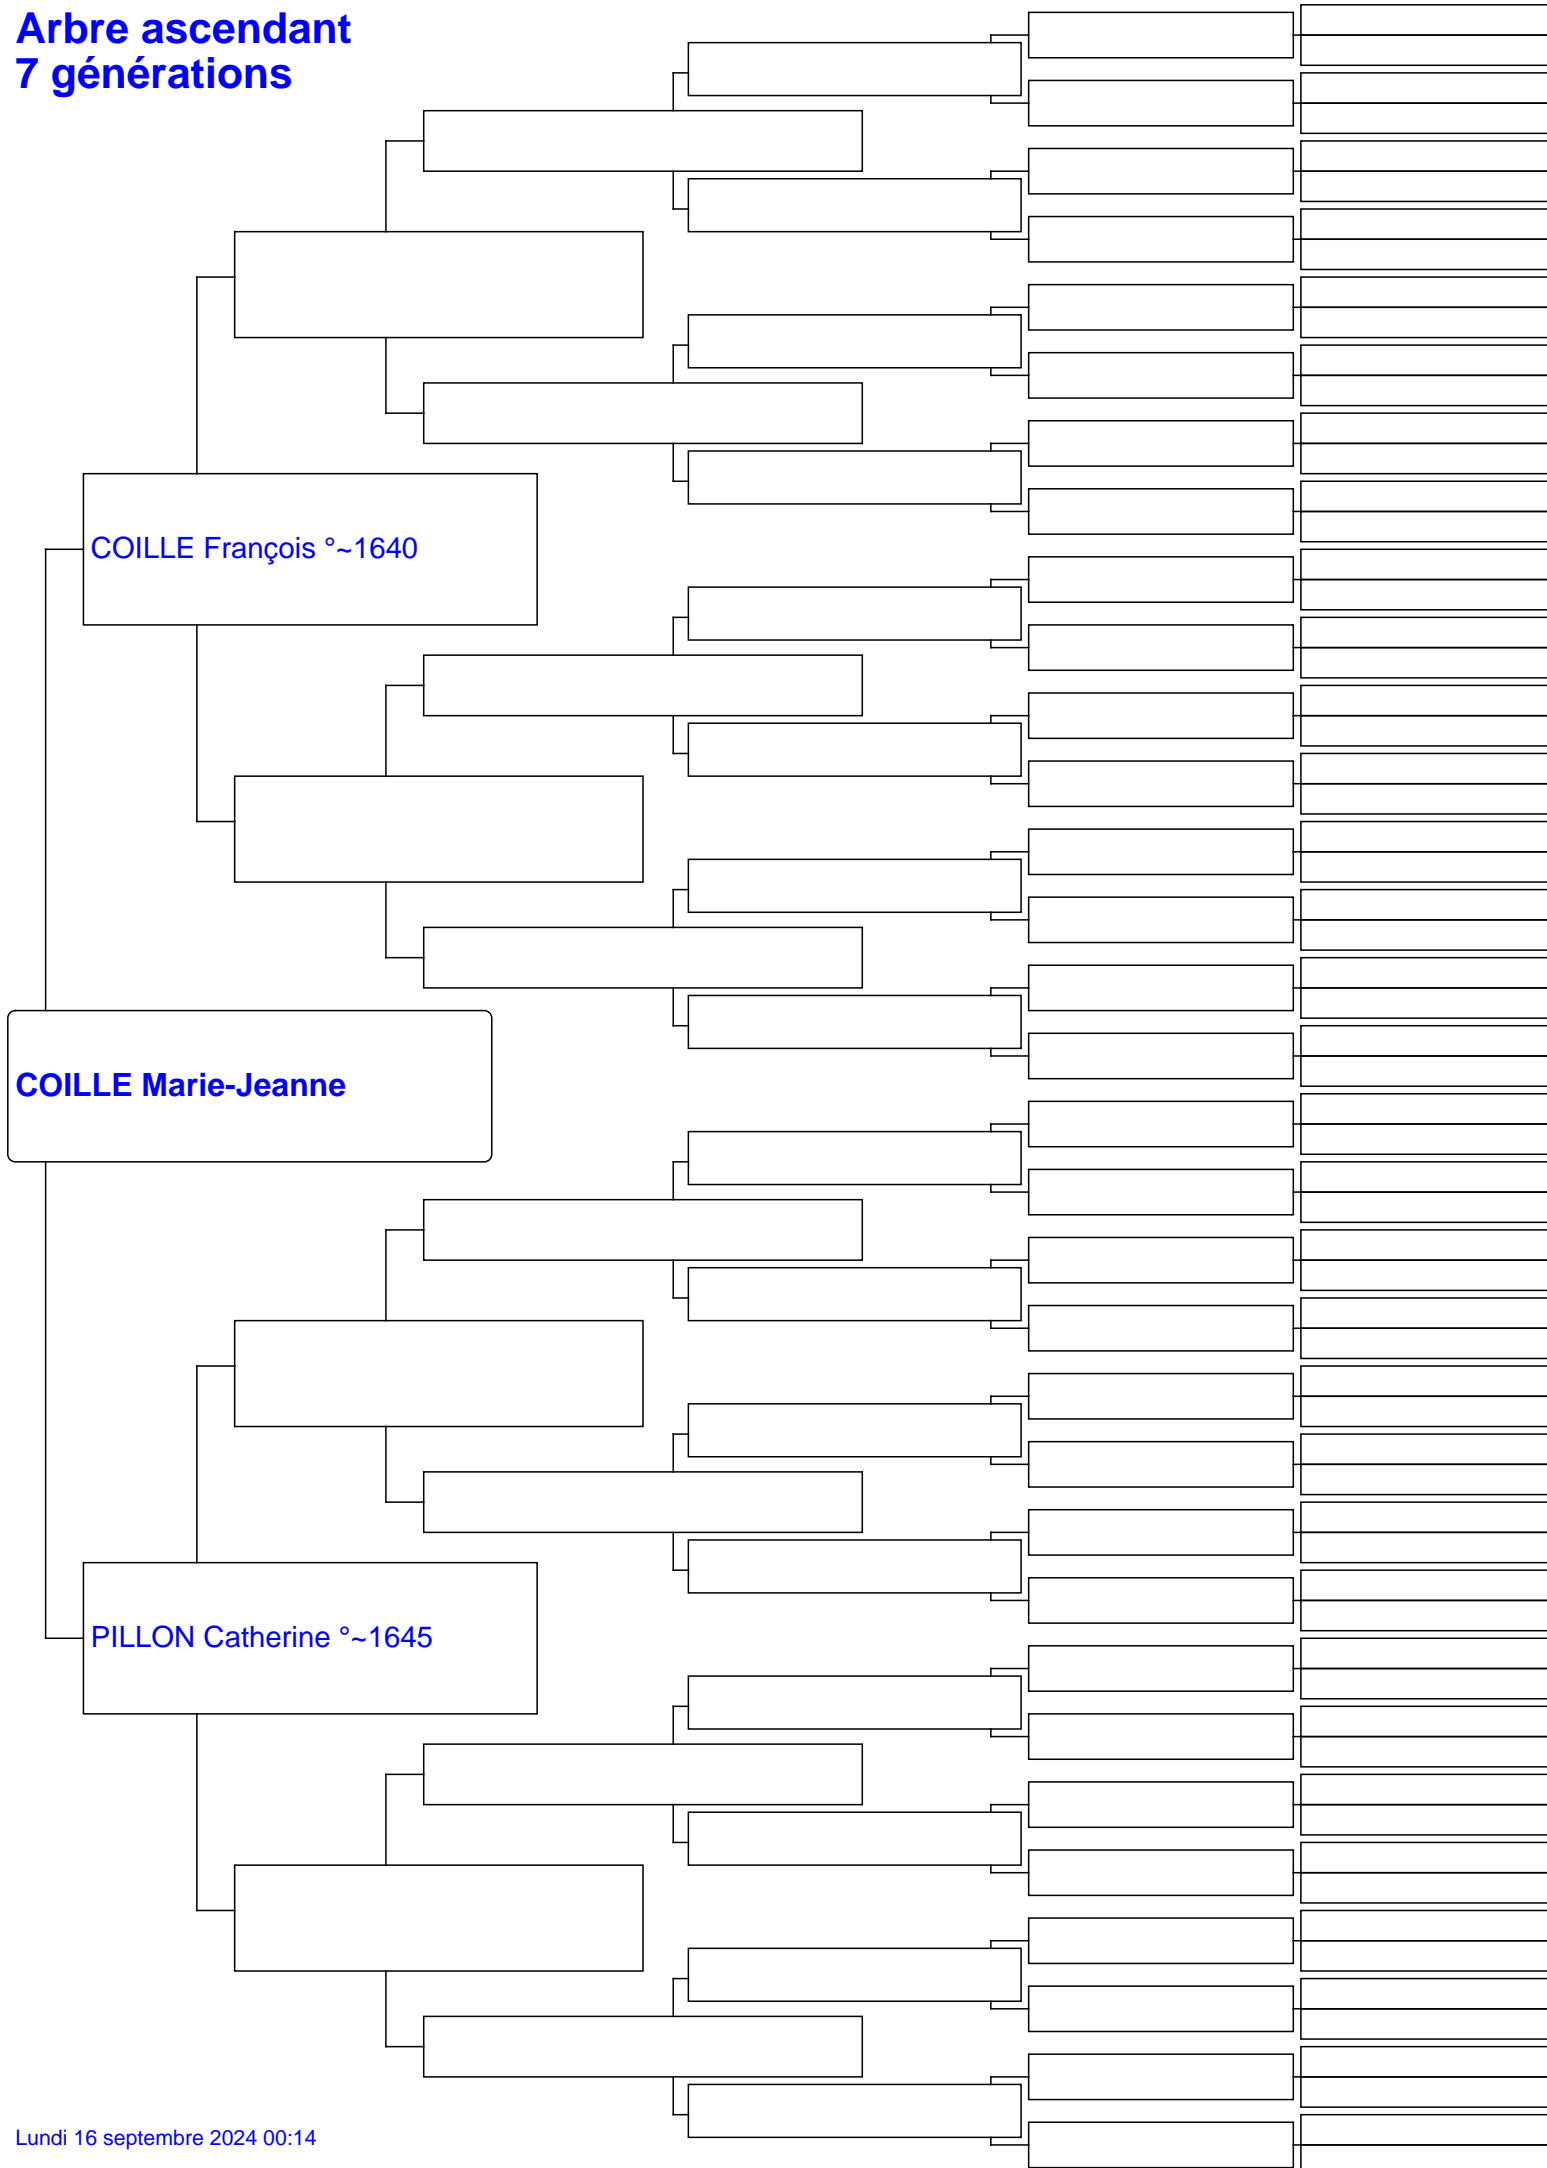 Arbre ascendant
7 générations
COILLE François °~1640
COILLE Marie-Jeanne
PILLON Catherine °~1645
Lundi 16 septembre 2024 00:14